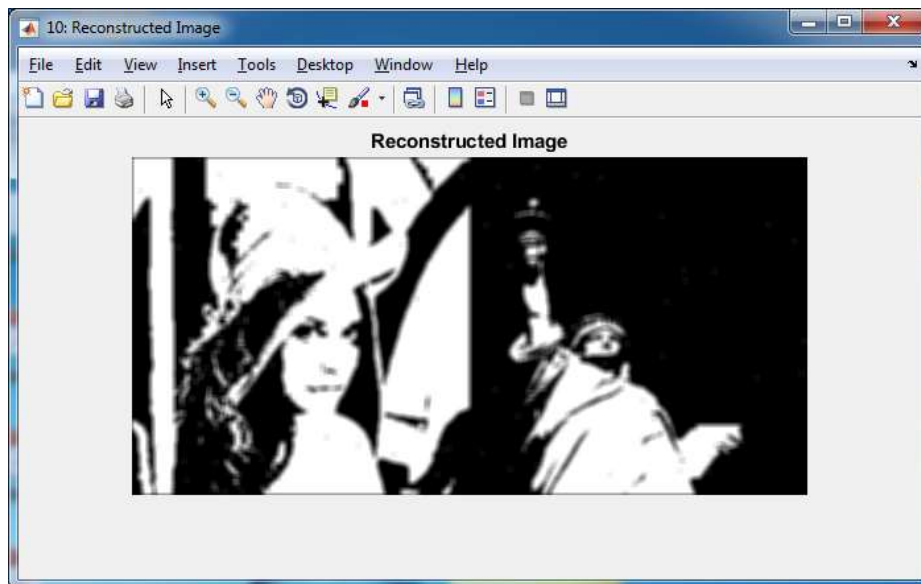 10: Reconstructed Image
File Edit View Insert Tools Desktop Window Help
Reconstructed Image